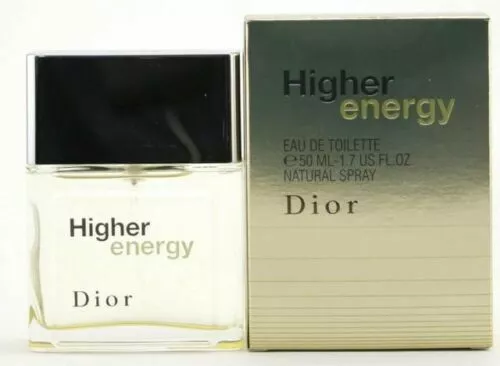 Higher
energy
Dior
Higher
energy
EAU DE TOILETTE
℮50 ML-1.7 US FL.OZ
NATURAL SPRAY
Dior